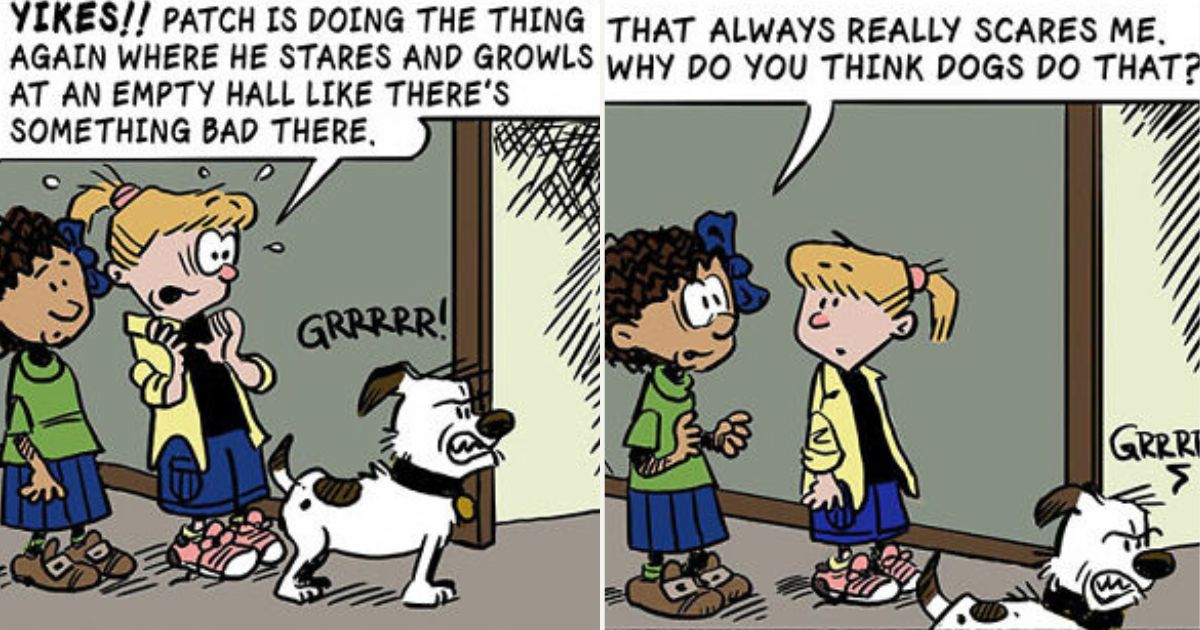 YIKES!! PATCH IS DOING THE THING
AGAIN WHERE HE STARES AND GROWLS
AT AN EMPTY HALL LIKE THERE'S
SOMETHING BAD THERE.
GRRRRR!
THAT ALWAYS REALLY SCARES ME.
WHY DO YOU THINK DOGS DO THAT?
GRRR